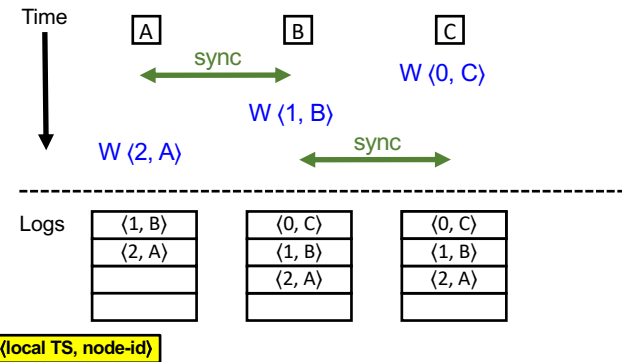 Time
A
B
C
sync
W ⟨0, C⟩
W ⟨1, B⟩
W ⟨2, A⟩
sync
Logs
⟨1, B⟩
⟨2, A⟩
⟨0, C⟩
⟨1, B⟩
⟨2, A⟩
⟨0, C⟩
⟨1, B⟩
⟨2, A⟩
⟨local TS, node-id⟩